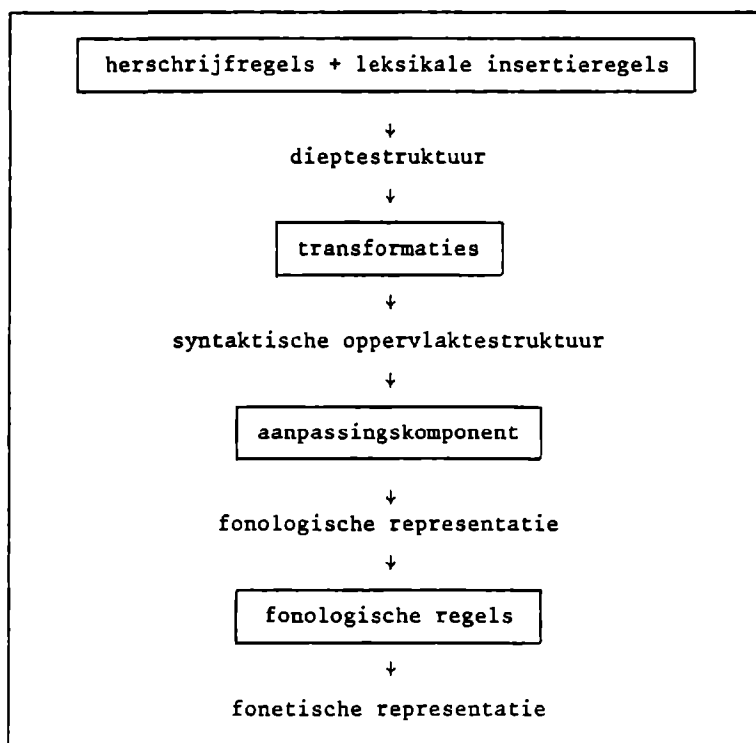 herschrijfregels + leksikale insertieregels
↓
dieptestruktuur
↓
transformaties
↓
syntaktische oppervlaktestruktuur
↓
aanpassingskomponent
↓
fonologische representatie
↓
fonologische regels
↓
fonetische representatie